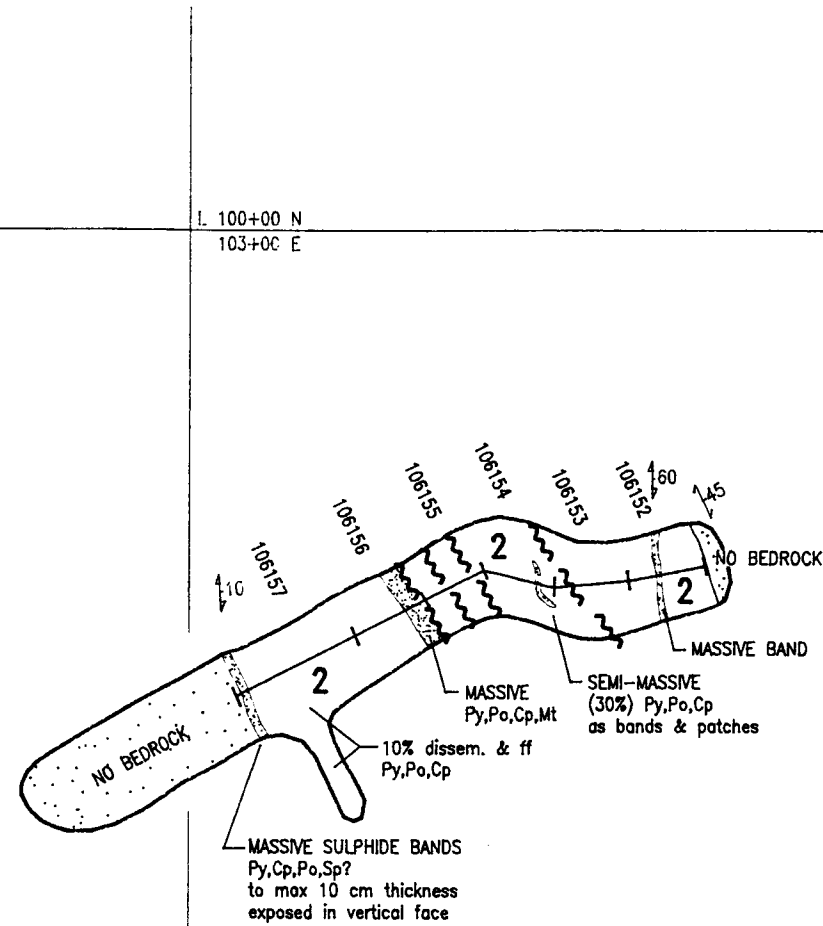 L 100+00 N
103+00 E
106154
106155
106153
106152
60
45
106156
106157
10
2
NO BEDROCK
2
2
MASSIVE BAND
SEMI-MASSIVE
(30%) Py,Po,Cp
as bands & patches
MASSIVE
Py,Po,Cp,Mt
NO BEDROCK
10% dissem. & ff
Py,Po,Cp
MASSIVE SULPHIDE BANDS
Py,Cp,Po,Sp?
to max 10 cm thickness
exposed in vertical face